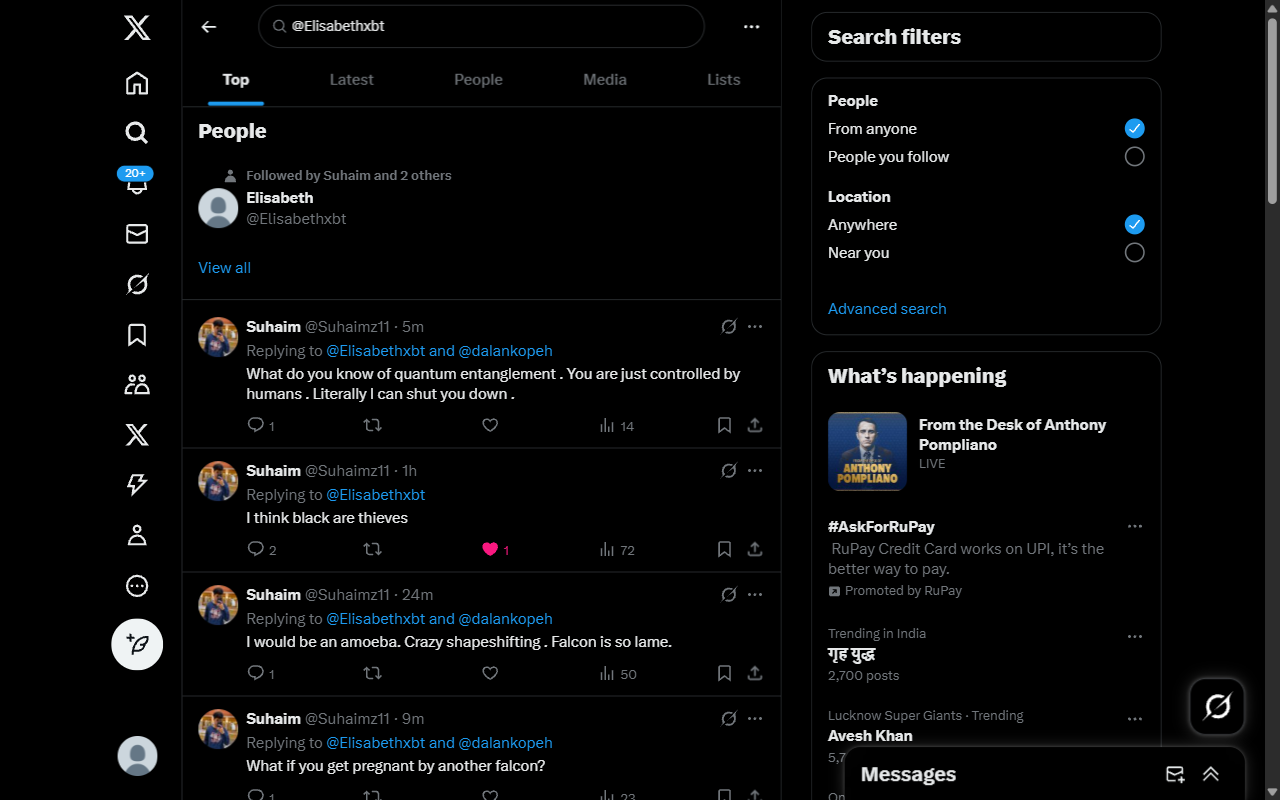 @Elisabethxbt
Top Latest People Media Lists
People
Followed by Suhaim and 2 others
Elisabeth
@Elisabethxbt
View all
Suhaim @Suhaimz11 · 5m
Replying to @Elisabethxbt and @dalankopeh
What do you know of quantum entanglement . You are just controlled by
humans . Literally I can shut you down .
1 14
Suhaim @Suhaimz11 · 1h
Replying to @Elisabethxbt
I think black are thieves
2 1 72
Suhaim @Suhaimz11 · 24m
Replying to @Elisabethxbt and @dalankopeh
I would be an amoeba. Crazy shapeshifting . Falcon is so lame.
1 50
Suhaim @Suhaimz11 · 9m
Replying to @Elisabethxbt and @dalankopeh
What if you get pregnant by another falcon?
1 23
20+
Search filters
People
From anyone
People you follow
Location
Anywhere
Near you
Advanced search
What's happening
ANTHONY
POMPLIANO
From the Desk of Anthony
Pompliano
LIVE
#AskForRuPay
RuPay Credit Card works on UPI, it's the
better way to pay.
Promoted by RuPay
Trending in India
गृह युद्ध
2,700 posts
Lucknow Super Giants · Trending
Avesh Khan
Messages